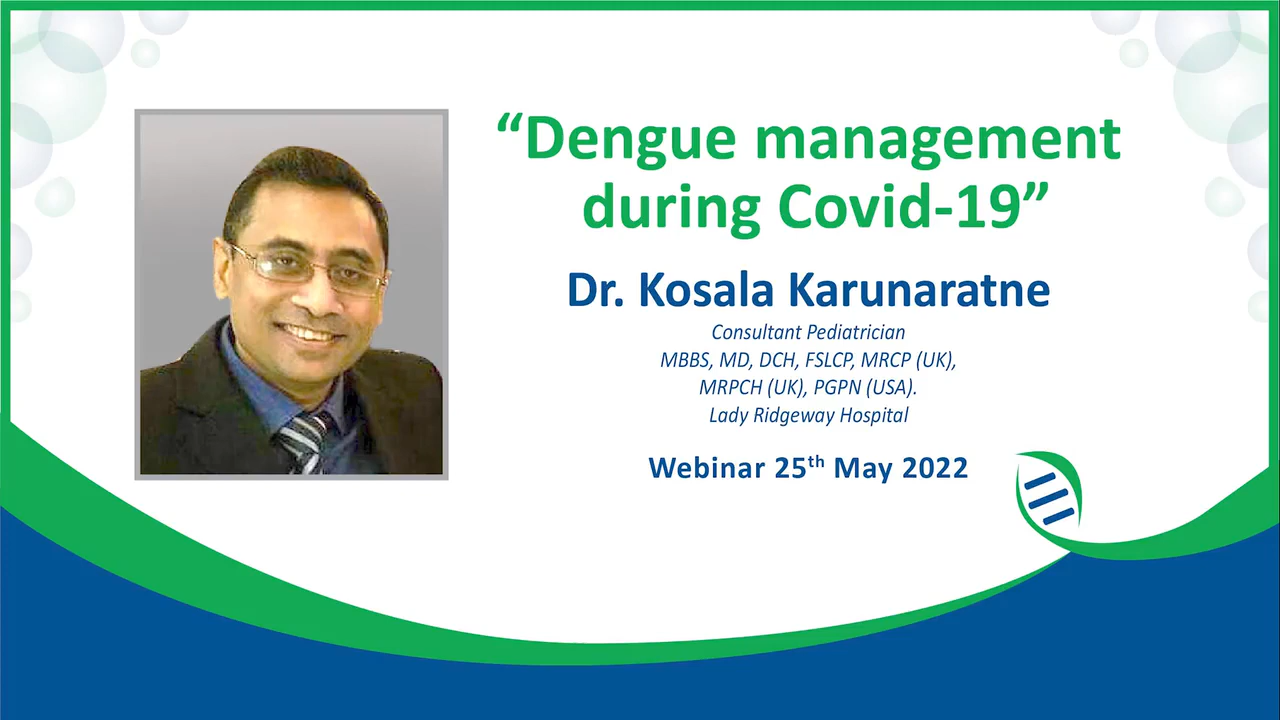 “Dengue management
during Covid-19”
Dr. Kosala Karunaratne
Consultant Pediatrician
MBBS, MD, DCH, FSLCP, MRCP (UK),
MRPCH (UK), PGPN (USA).
Lady Ridgeway Hospital
Webinar 25th May 2022